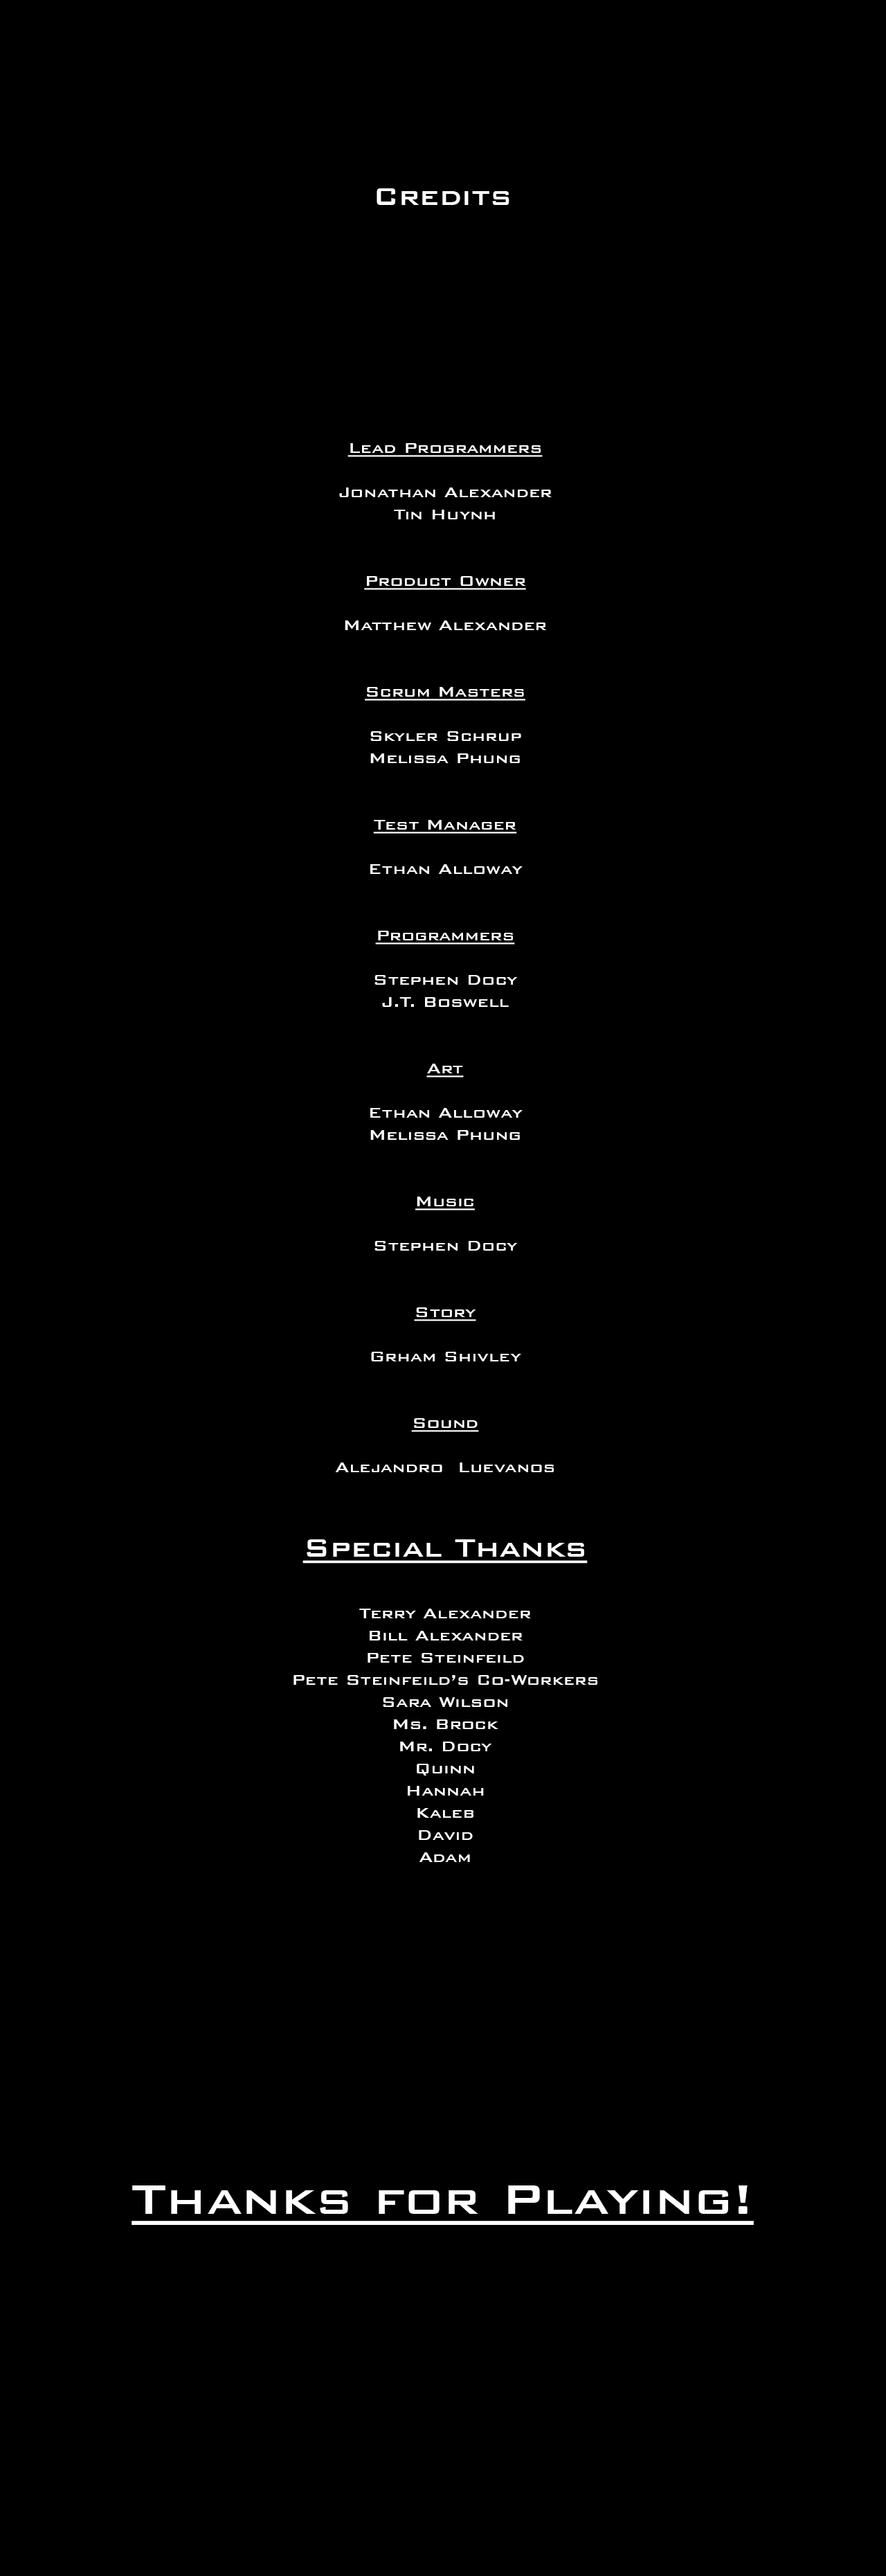 Credits
Lead Programmers
Jonathan Alexander
Tin Huynh
Product Owner
Matthew Alexander
Scrum Masters
Skyler Schrup
Melissa Phung
Test Manager
Ethan Alloway
Programmers
Stephen Docy
J.T. Boswell
Art
Ethan Alloway
Melissa Phung
Music
Stephen Docy
Story
Grham Shivley
Sound
Alejandro  Luevanos
Special Thanks
Terry Alexander
Bill Alexander
Pete Steinfeild
Pete Steinfeild's Co-Workers
Sara Wilson
Ms. Brock
Mr. Docy
Quinn
Hannah
Kaleb
David
Adam
Thanks for Playing!